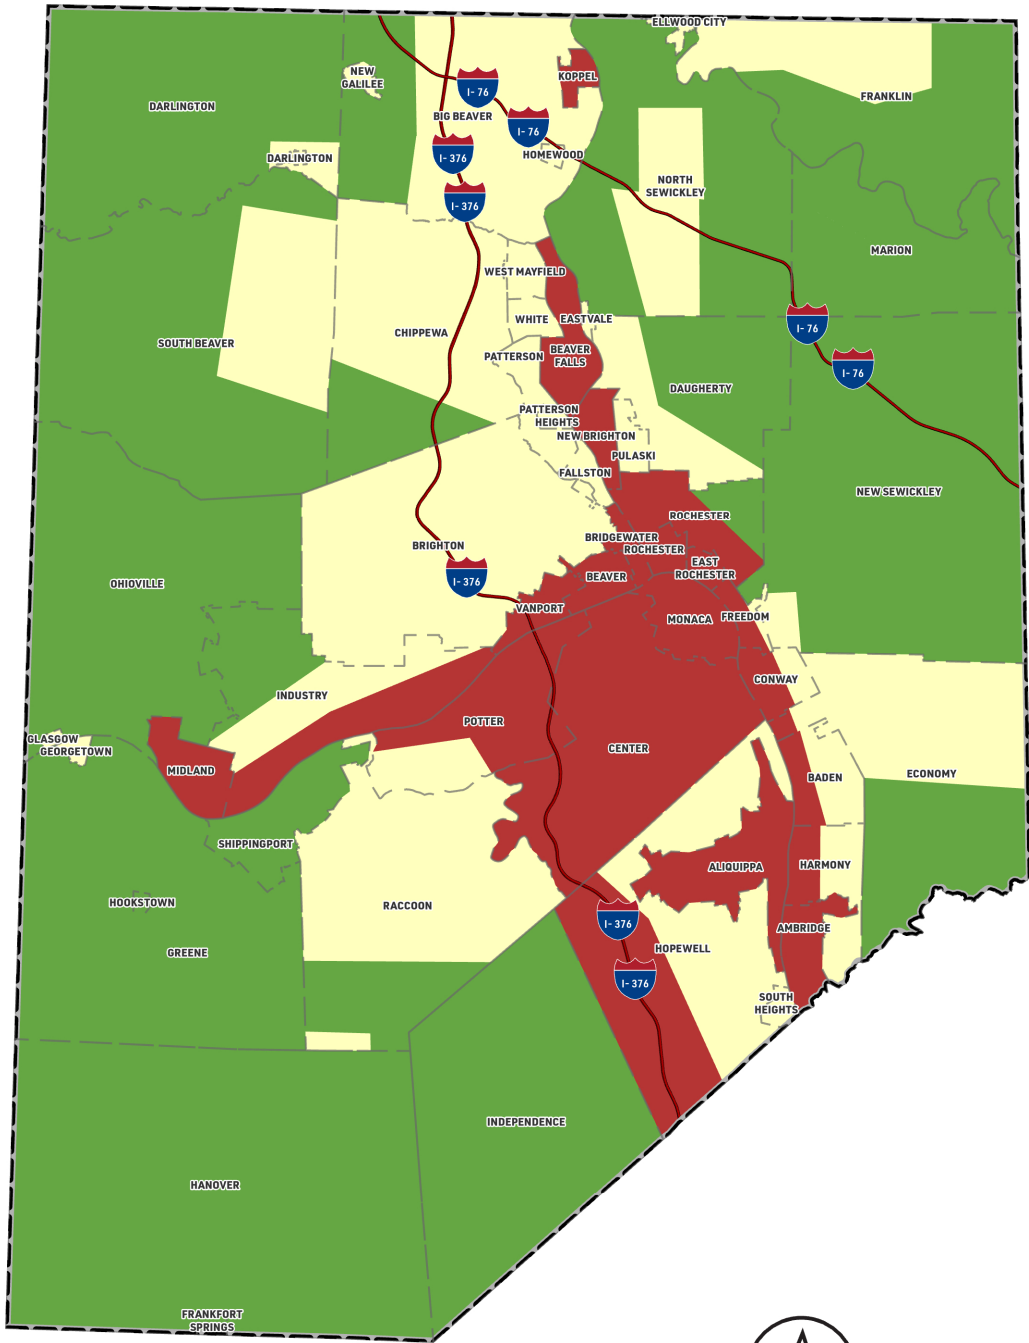 ELLWOOD CITY
NEW
GALILEE
KOPPEL
I- 76
FRANKLIN
DARLINGTON
BIG BEAVER
I- 76
I- 376
HOMEWOOD
DARLINGTON
NORTH
SEWICKLEY
I- 376
MARION
WEST MAYFIELD
WHITE
EASTVALE
I- 76
CHIPPEWA
SOUTH BEAVER
PATTERSON
BEAVER
FALLS
I- 76
DAUGHERTY
PATTERSON
HEIGHTS
NEW BRIGHTON
PULASKI
FALLSTON
NEW SEWICKLEY
ROCHESTER
BRIDGEWATER
ROCHESTER
BRIGHTON
EAST
ROCHESTER
I- 376
BEAVER
OHIOVILLE
VANPORT
MONACA
FREEDOM
CONWAY
INDUSTRY
POTTER
GLASGOW
GEORGETOWN
CENTER
MIDLAND
BADEN
ECONOMY
SHIPPINGPORT
ALIQUIPPA
HARMONY
HOOKSTOWN
RACCOON
I- 376
AMBRIDGE
GREENE
HOPEWELL
I- 376
SOUTH
HEIGHTS
INDEPENDENCE
HANOVER
FRANKFORT
SPRINGS